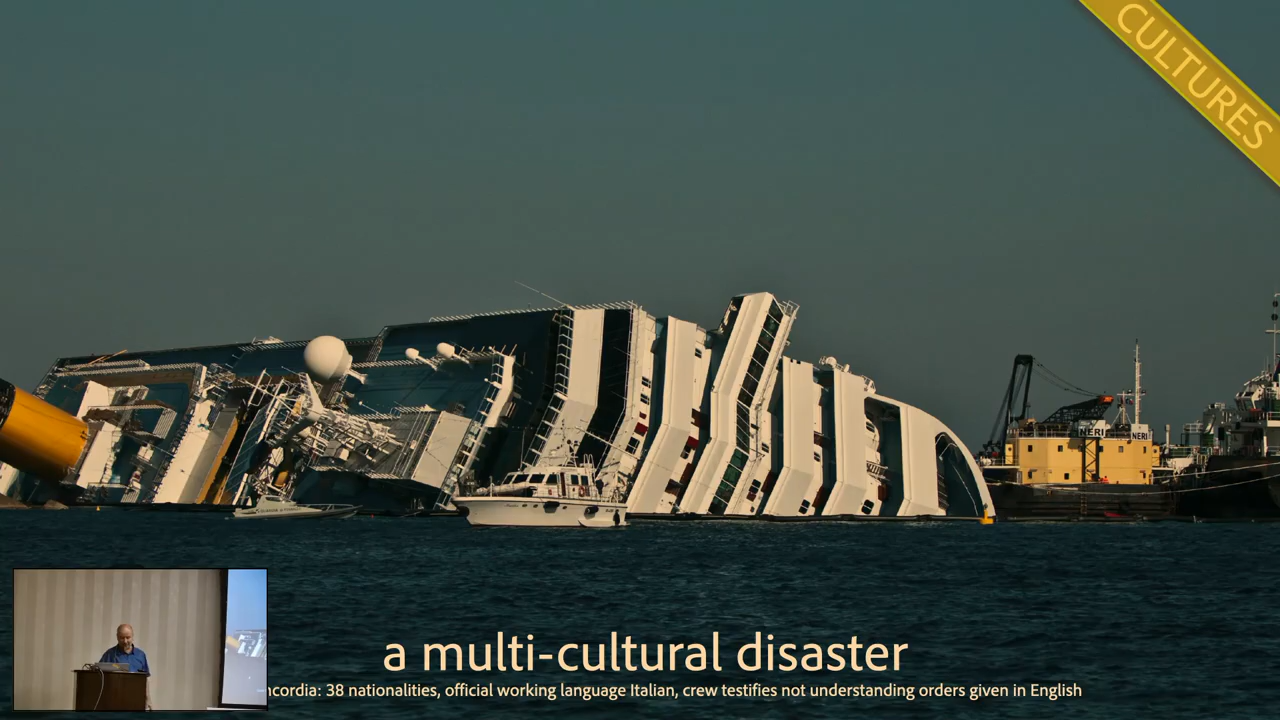 CULTURES
NERI
NERI
a multi-cultural disaster
38 nationalities, official working language Italian, crew testifies not understanding orders given in English